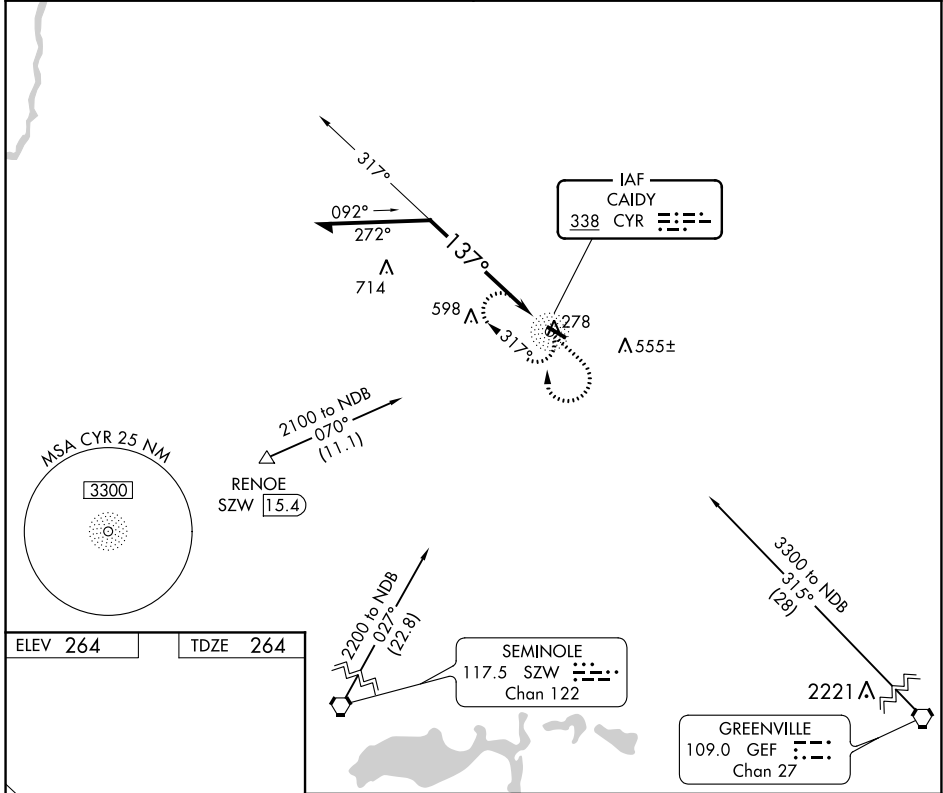 317°
IAF
CAIDY
338 CYR
092°
272°
137°
714
598
278
317°
555±
2100 to NDB
070°
(11.1)
MSA CYR 25 NM
3300
RENOE
SZW 15.4
3300 to NDB
315°
(28)
2200 to NDB
027°
(22.8)
ELEV 264
TDZE 264
SEMINOLE
117.5 SZW
Chan 122
2221
GREENVILLE
109.0 GEF
Chan 27